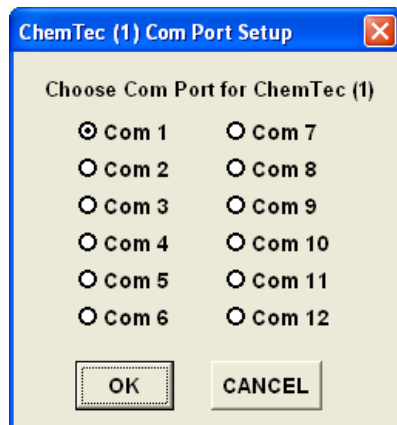 ChemTec (1) Com Port Setup
Choose Com Port for ChemTec (1)
Com 1 Com 7
Com 2 Com 8
Com 3 Com 9
Com 4 Com 10
Com 5 Com 11
Com 6 Com 12
OK CANCEL